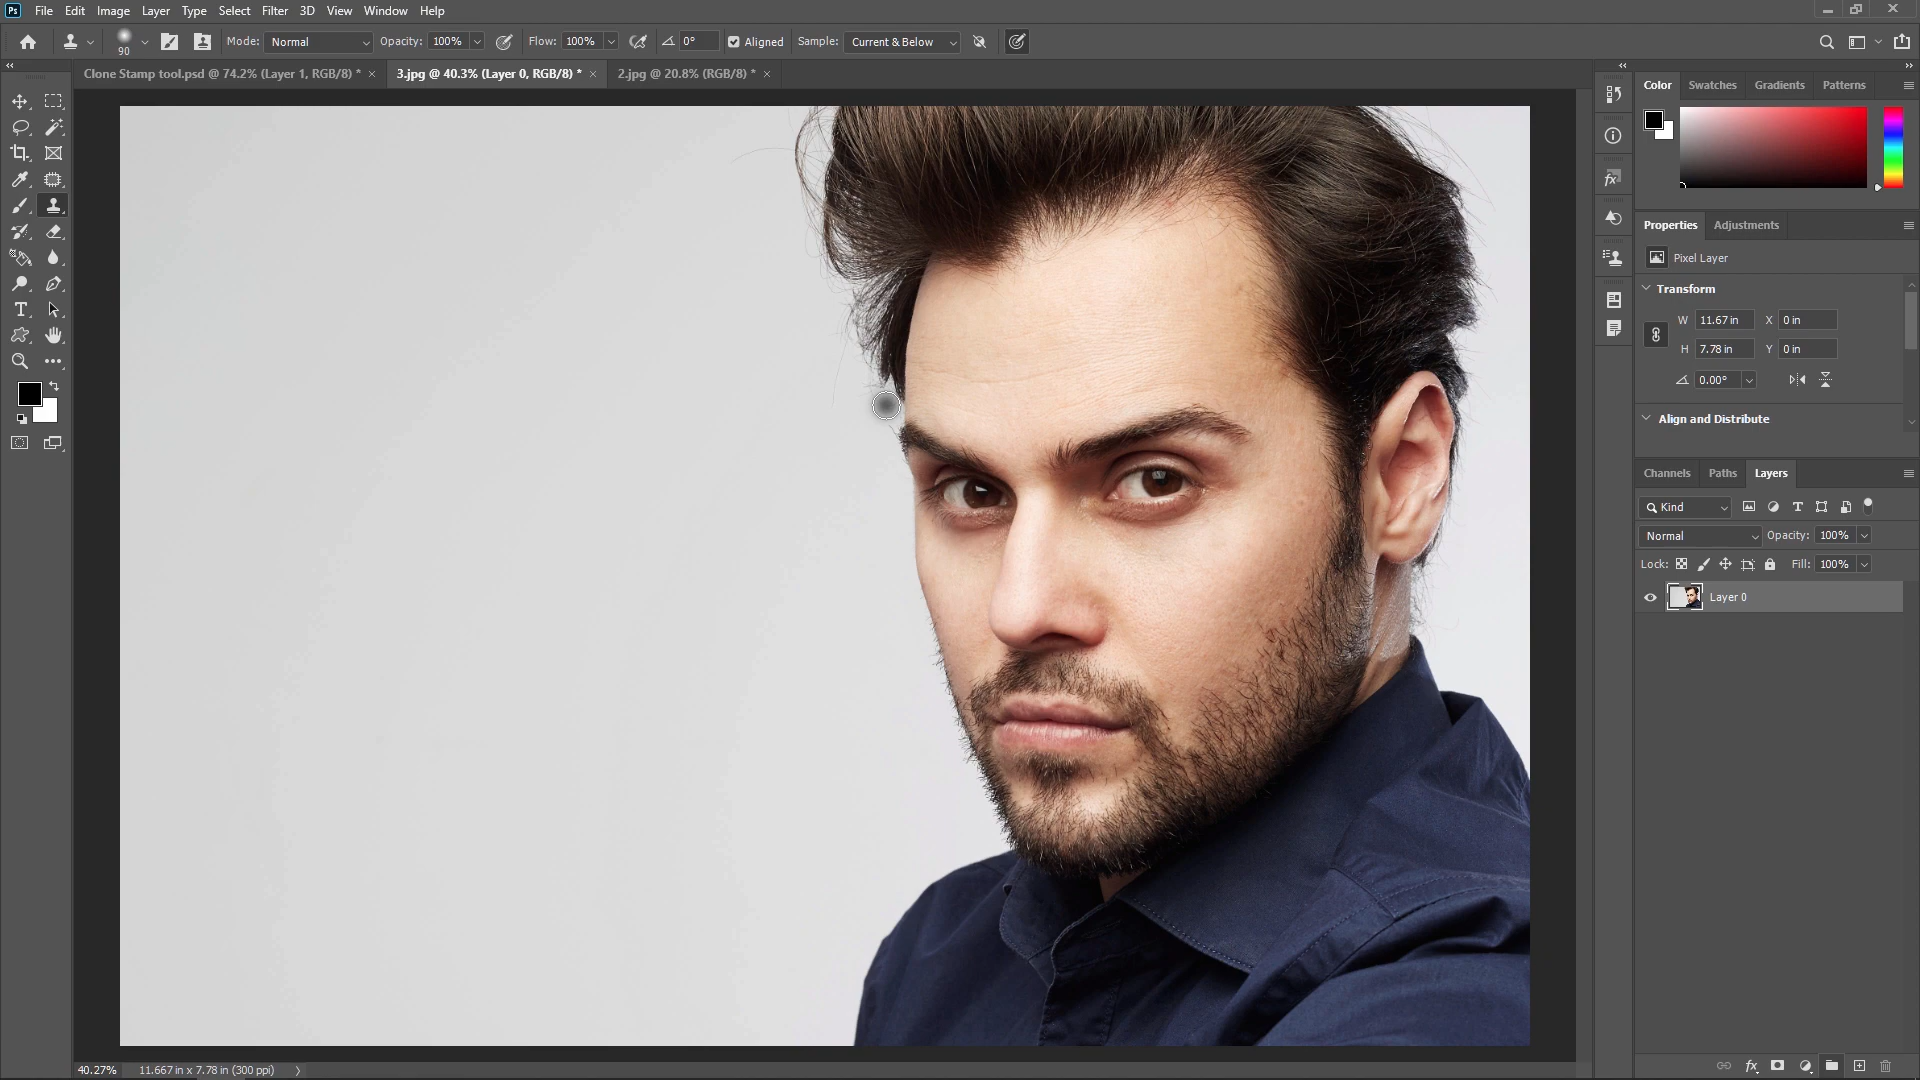 Ps File Edit Image Layer Type Select Filter 3D View Window Help
90 Mode: Normal Opacity: 100% Flow: 100% 0° Aligned Sample: Current & Below
Clone Stamp tool.psd @ 74.2% (Layer 1, RGB/8) * × 3.jpg @ 40.3% (Layer 0, RGB/8) * × 2.jpg @ 20.8% (RGB/8) * ×
Color Swatches Gradients Patterns
Properties Adjustments
Pixel Layer
Transform
W 11.67 in X 0 in
H 7.78 in Y 0 in
0.00°
Align and Distribute
Channels Paths Layers
Kind
Normal Opacity: 100%
Lock: Fill: 100%
Layer 0
40.27% 11.667 in x 7.78 in (300 ppi)